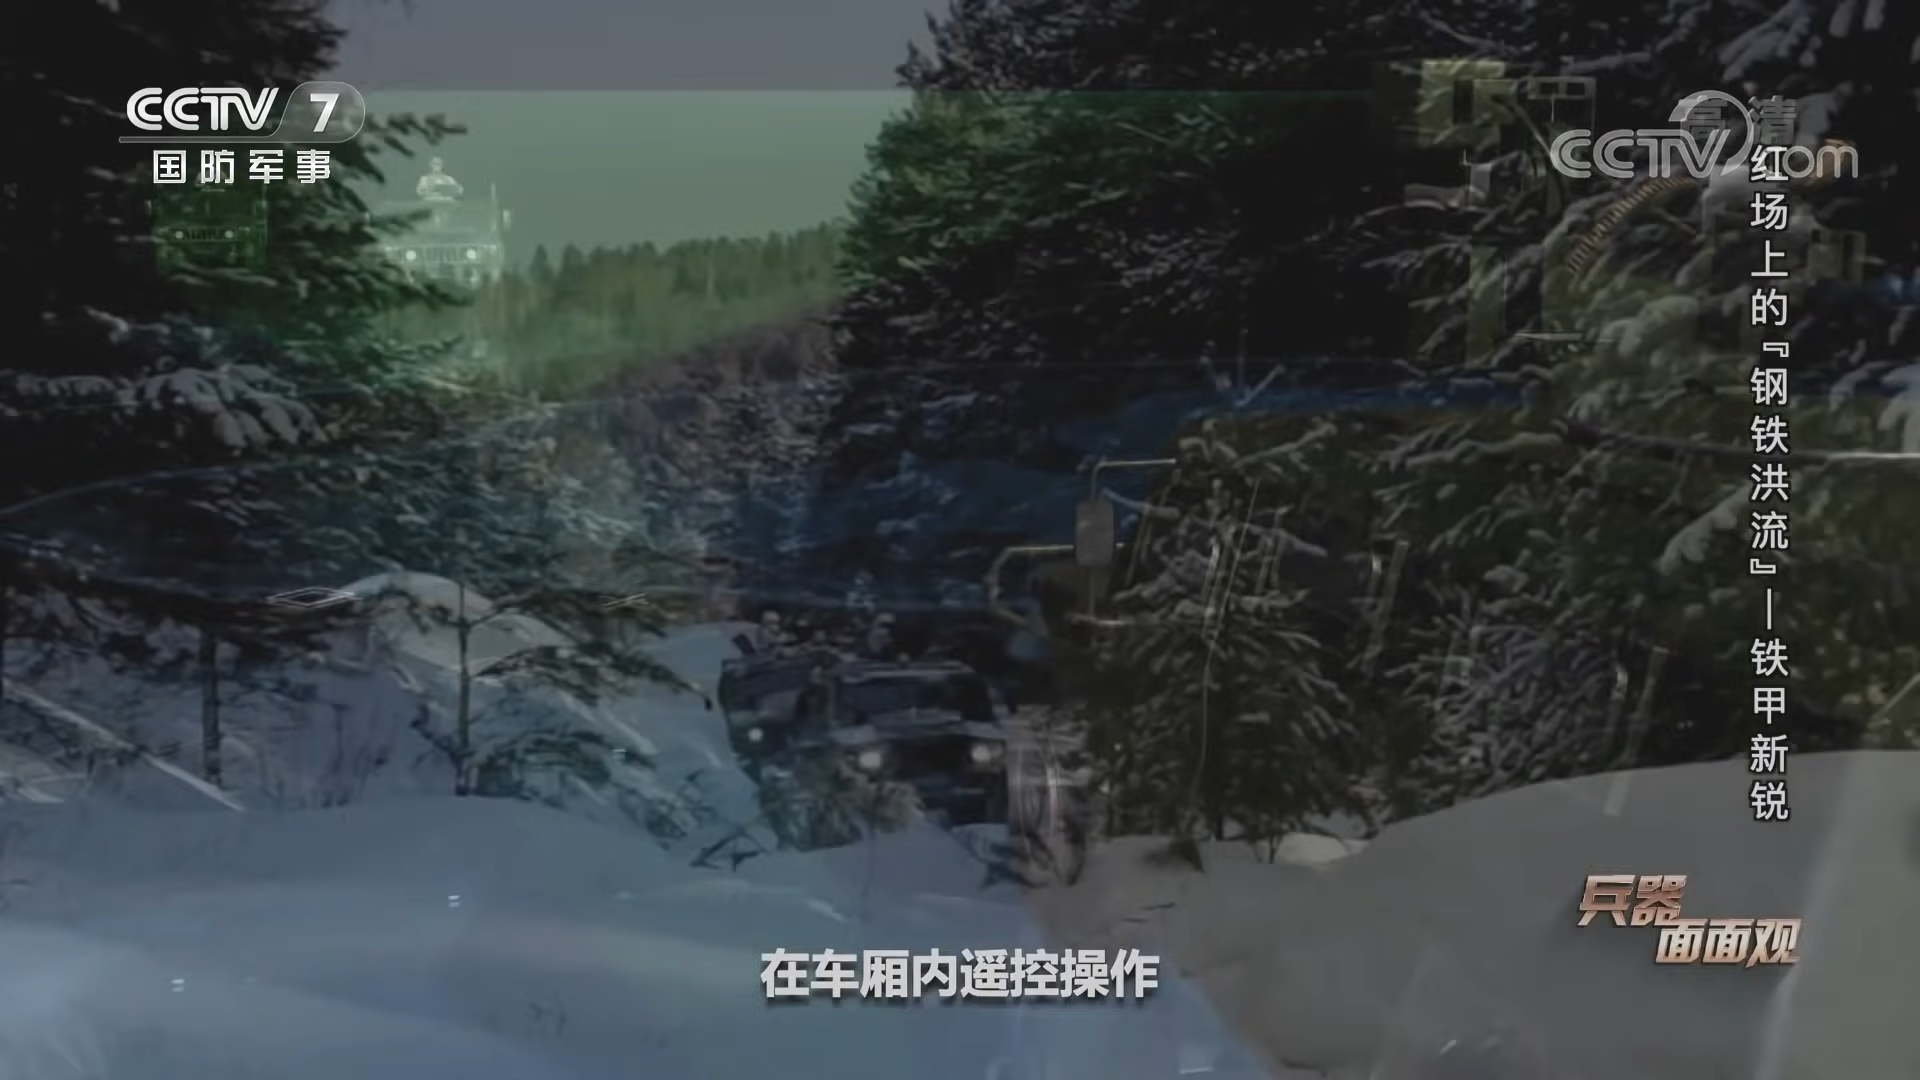 CCTV 7
国防军事
高清
CCTV.com
红场上的『钢铁洪流』—铁甲新锐
兵器
面面观
在车厢内遥控操作